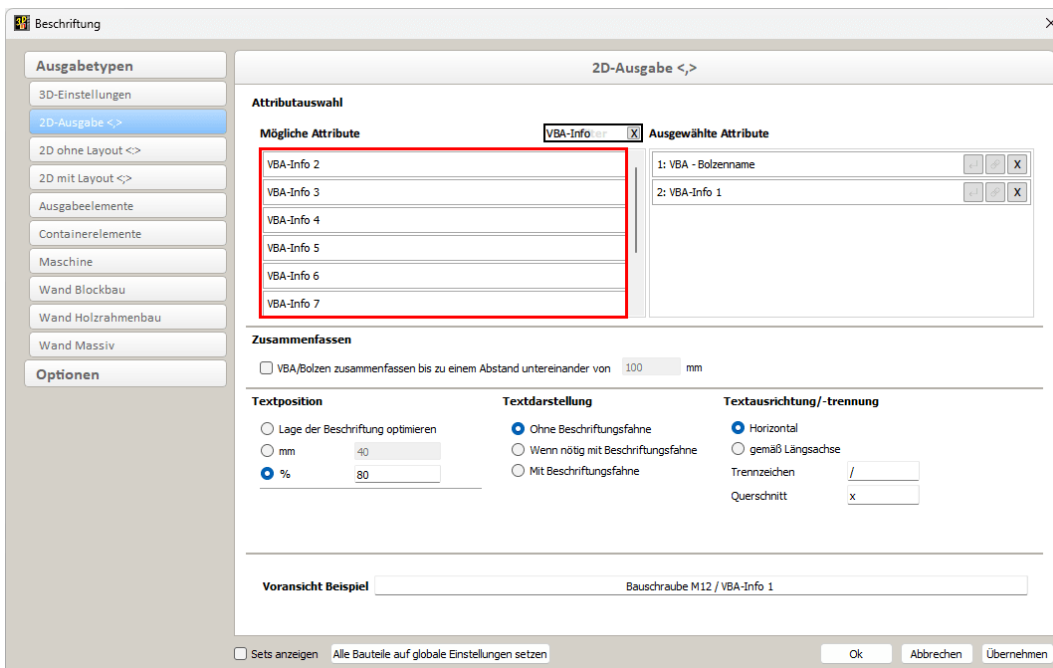 Beschriftung
Ausgabetypen
3D-Einstellungen
2D-Ausgabe <,>
2D ohne Layout <:>
2D mit Layout <;>
Ausgabeelemente
Containerelemente
Maschine
Wand Blockbau
Wand Holzrahmenbau
Wand Massiv
Optionen
2D-Ausgabe <,>
Attributauswahl
Mögliche Attribute VBA-Info X Ausgewählte Attribute
VBA-Info 2
VBA-Info 3
VBA-Info 4
VBA-Info 5
VBA-Info 6
VBA-Info 7
1: VBA - Bolzenname X
2: VBA-Info 1 X
Zusammenfassen
VBA/Bolzen zusammenfassen bis zu einem Abstand untereinander von 100 mm
Textposition
Lage der Beschriftung optimieren
mm 40
% 80
Textdarstellung
Ohne Beschriftungsfahne
Wenn nötig mit Beschriftungsfahne
Mit Beschriftungsfahne
Textausrichtung/-trennung
Horizontal
gemäß Längsachse
Trennzeichen /
Querschnitt x
Voransicht Beispiel Bauschraube M12 / VBA-Info 1
Sets anzeigen Alle Bauteile auf globale Einstellungen setzen Ok Abbrechen Übernehmen